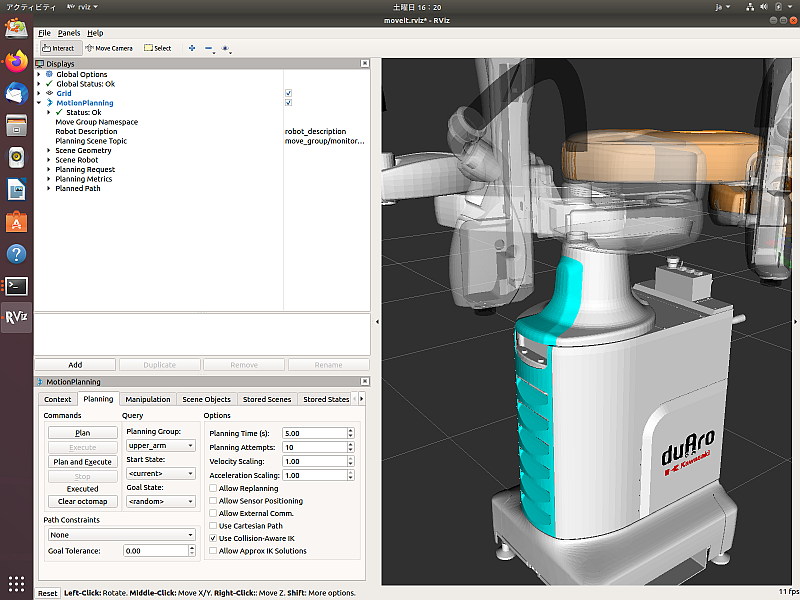 アクティビティ rviz 土曜日 16：20 ja
moveit.rviz* - RViz
File Panels Help
Interact Move Camera Select
Displays
Global Options
Global Status: Ok
Grid
MotionPlanning
Status: Ok
Move Group Namespace
Robot Description robot_description
Planning Scene Topic move_group/monitor...
Scene Geometry
Scene Robot
Planning Request
Planning Metrics
Planned Path
Add Duplicate Remove Rename
MotionPlanning
Context Planning Manipulation Scene Objects Stored Scenes Stored States
Commands Query Options
Plan
Execute
Plan and Execute
Stop
Executed
Clear octomap
Planning Group:
upper_arm
Start State:
<current>
Goal State:
<random>
Planning Time (s): 5.00
Planning Attempts: 10
Velocity Scaling: 1.00
Acceleration Scaling: 1.00
Allow Replanning
Allow Sensor Positioning
Allow External Comm.
Use Cartesian Path
Use Collision-Aware IK
Allow Approx IK Solutions
Path Constraints
None
Goal Tolerance: 0.00
Reset Left-Click: Rotate. Middle-Click: Move X/Y. Right-Click:: Move Z. Shift: More options. 11 fps
RViz
duAro
Kawasaki